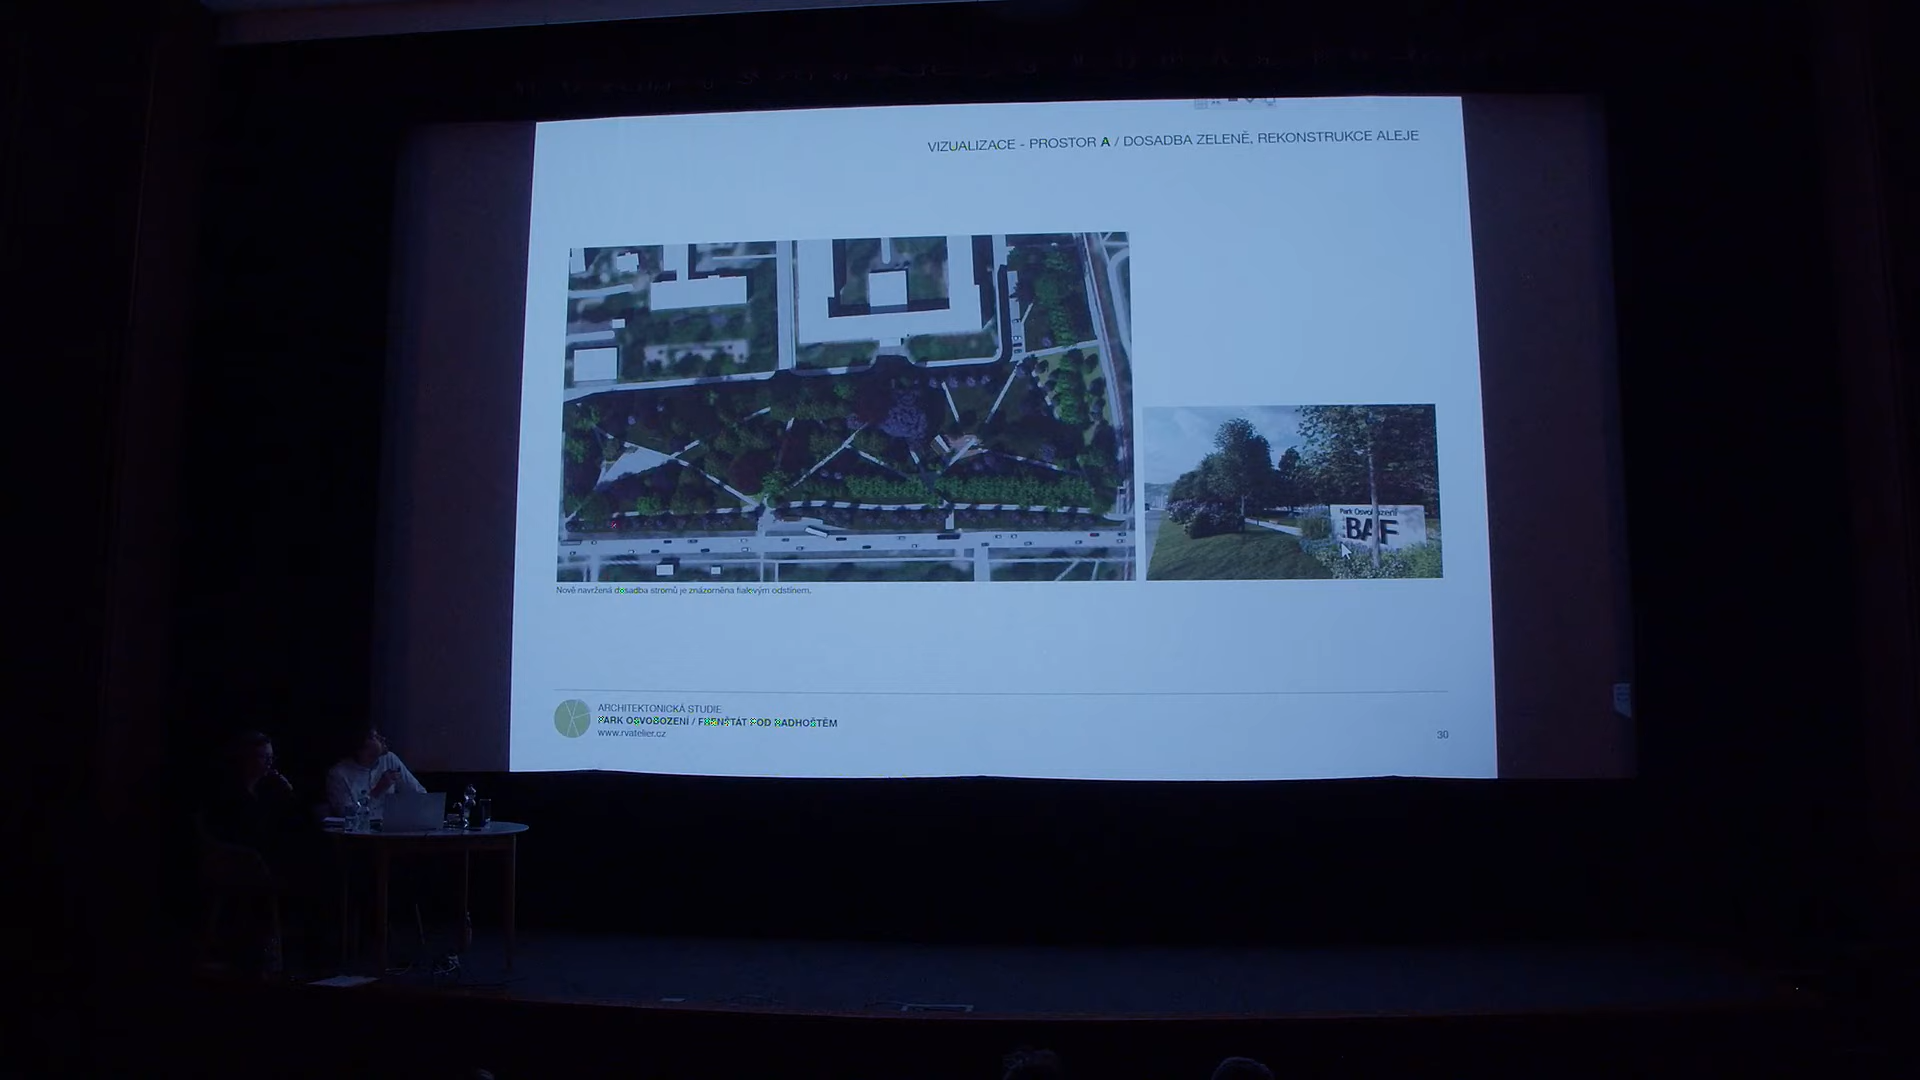 VIZUALIZACE - PROSTOR A / DOSADBA ZELENĚ, REKONSTRUKCE ALEJE
Park Osvobození
BAF
Nově navržená dosadba stromů je znázorněna fialovým odstínem.
ARCHITEKTONICKÁ STUDIE
PARK OSVOBOZENÍ / FRENŠTÁT POD RADHOŠTĚM
www.rvatelier.cz
30